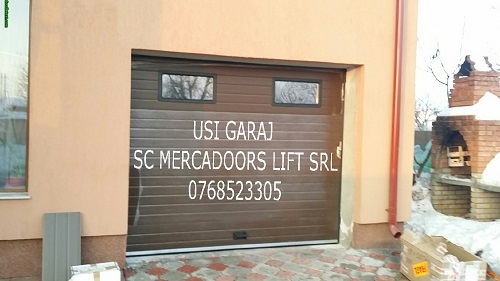 USI GARAJ
SC MERCADOORS LIFT SRL
0768523305